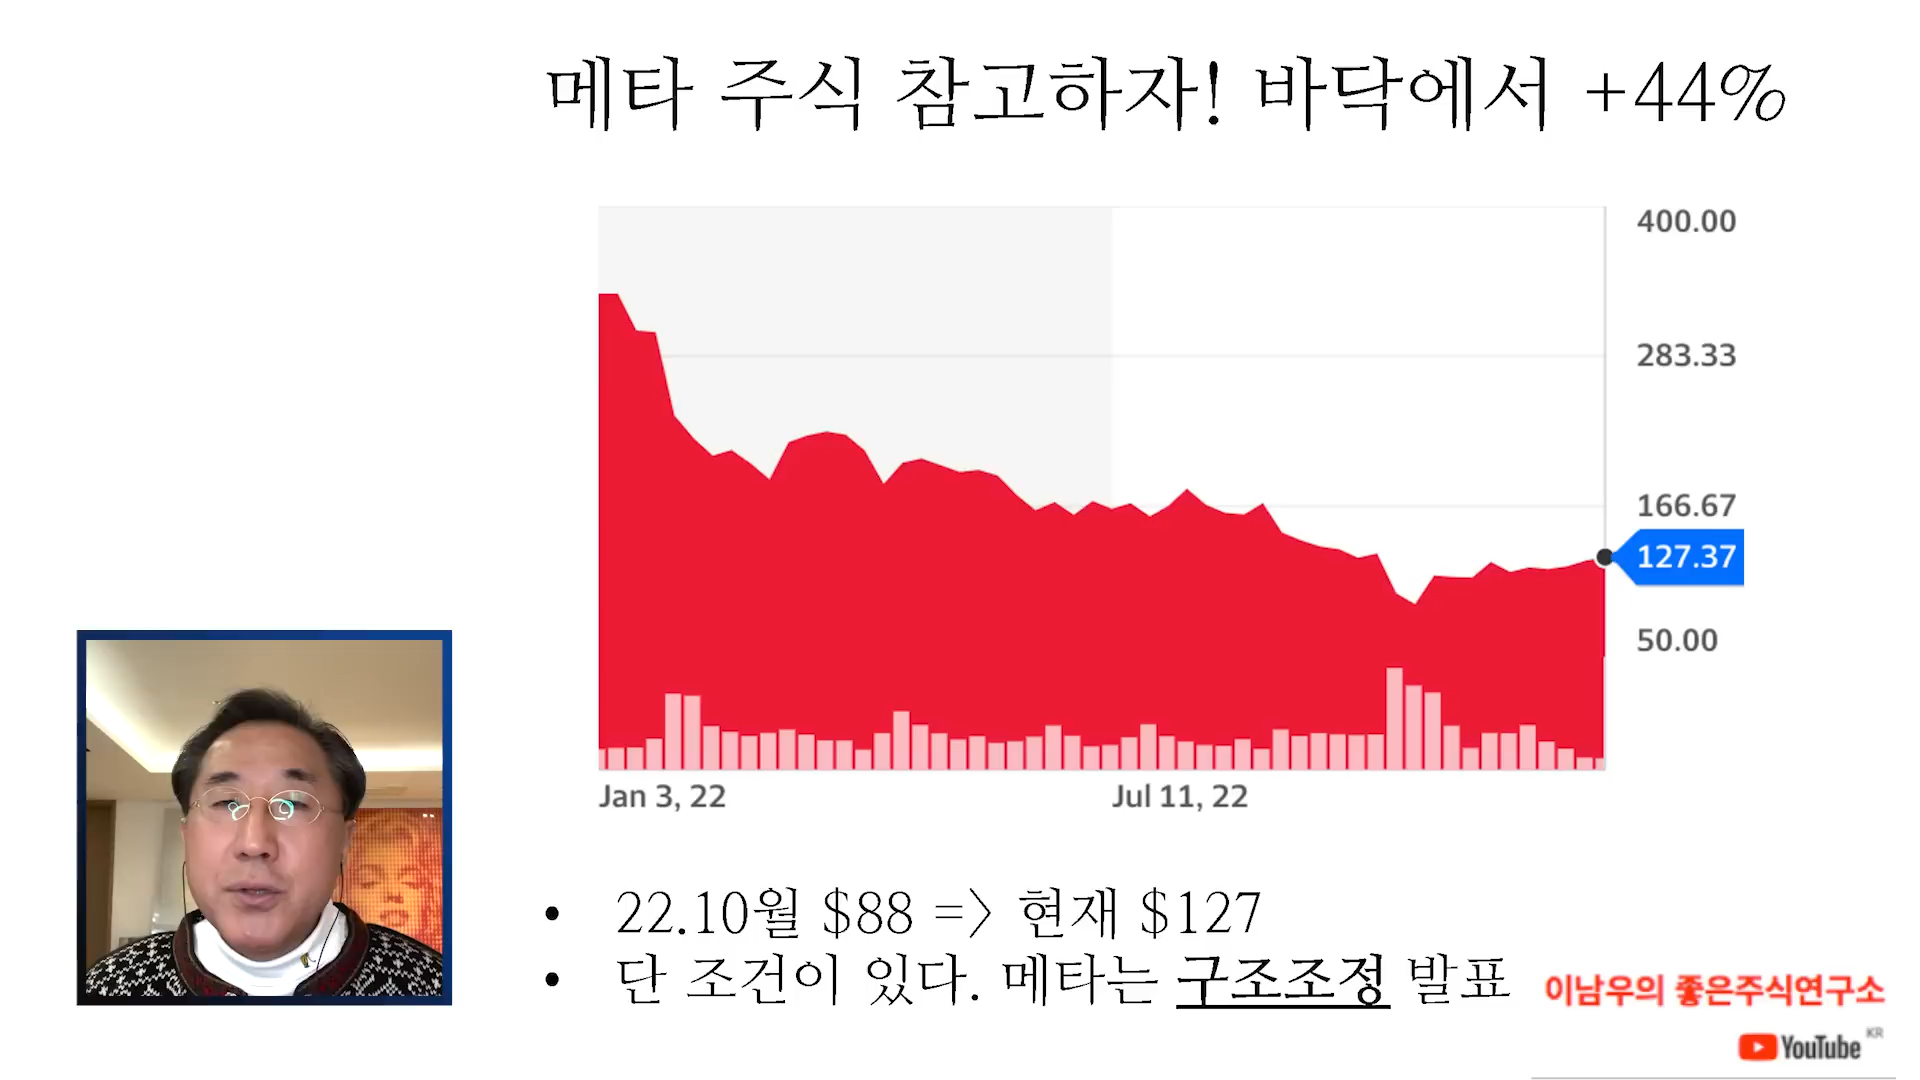 메타 주식 참고하자! 바닥에서 +44%
400.00
283.33
166.67
127.37
50.00
Jan 3, 22
Jul 11, 22
• 22.10월 $88 => 현재 $127
• 단 조건이 있다. 메타는 구조조정 발표
이남우의 좋은주식연구소
YouTube KR